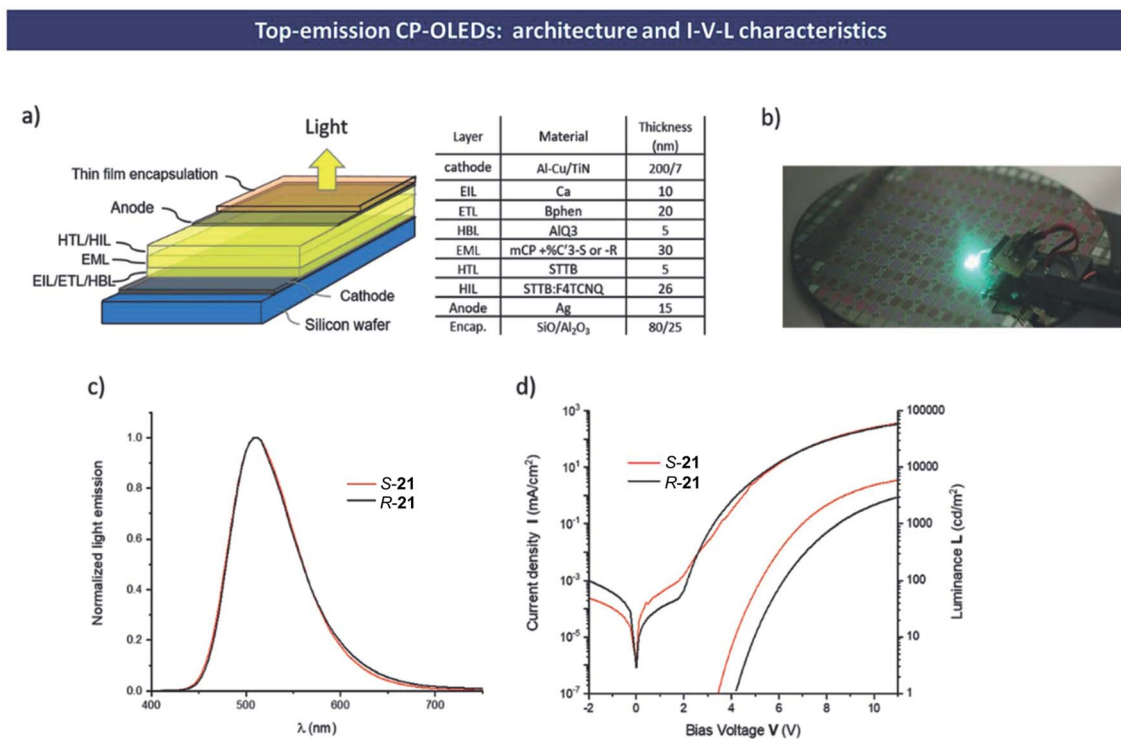 Top-emission CP-OLEDs: architecture and I-V-L characteristics
a)
Light
Thin film encapsulation
Anode
HTL/HIL
EML
EIL/ETL/HBL
Cathode
Silicon wafer
Layer Material Thickness
(nm)
cathode Al-Cu/TiN 200/7
EIL Ca 10
ETL Bphen 20
HBL AlQ3 5
EML mCP +%C'3-S or -R 30
HTL STTB 5
HIL STTB:F4TCNQ 26
Anode Ag 15
Encap. SiO/Al₂O₃ 80/25
b)
c)
Normalized light emission
1.0
0.8
0.6
0.4
0.2
0.0
400 500 600 700
λ (nm)
S-21
R-21
d)
Current density I (mA/cm²)
10³
10¹
10⁻¹
10⁻³
10⁻⁵
10⁻⁷
-2 0 2 4 6 8 10
Bias Voltage V (V)
S-21
R-21
100000
10000
1000
100
10
1
Luminance L (cd/m²)